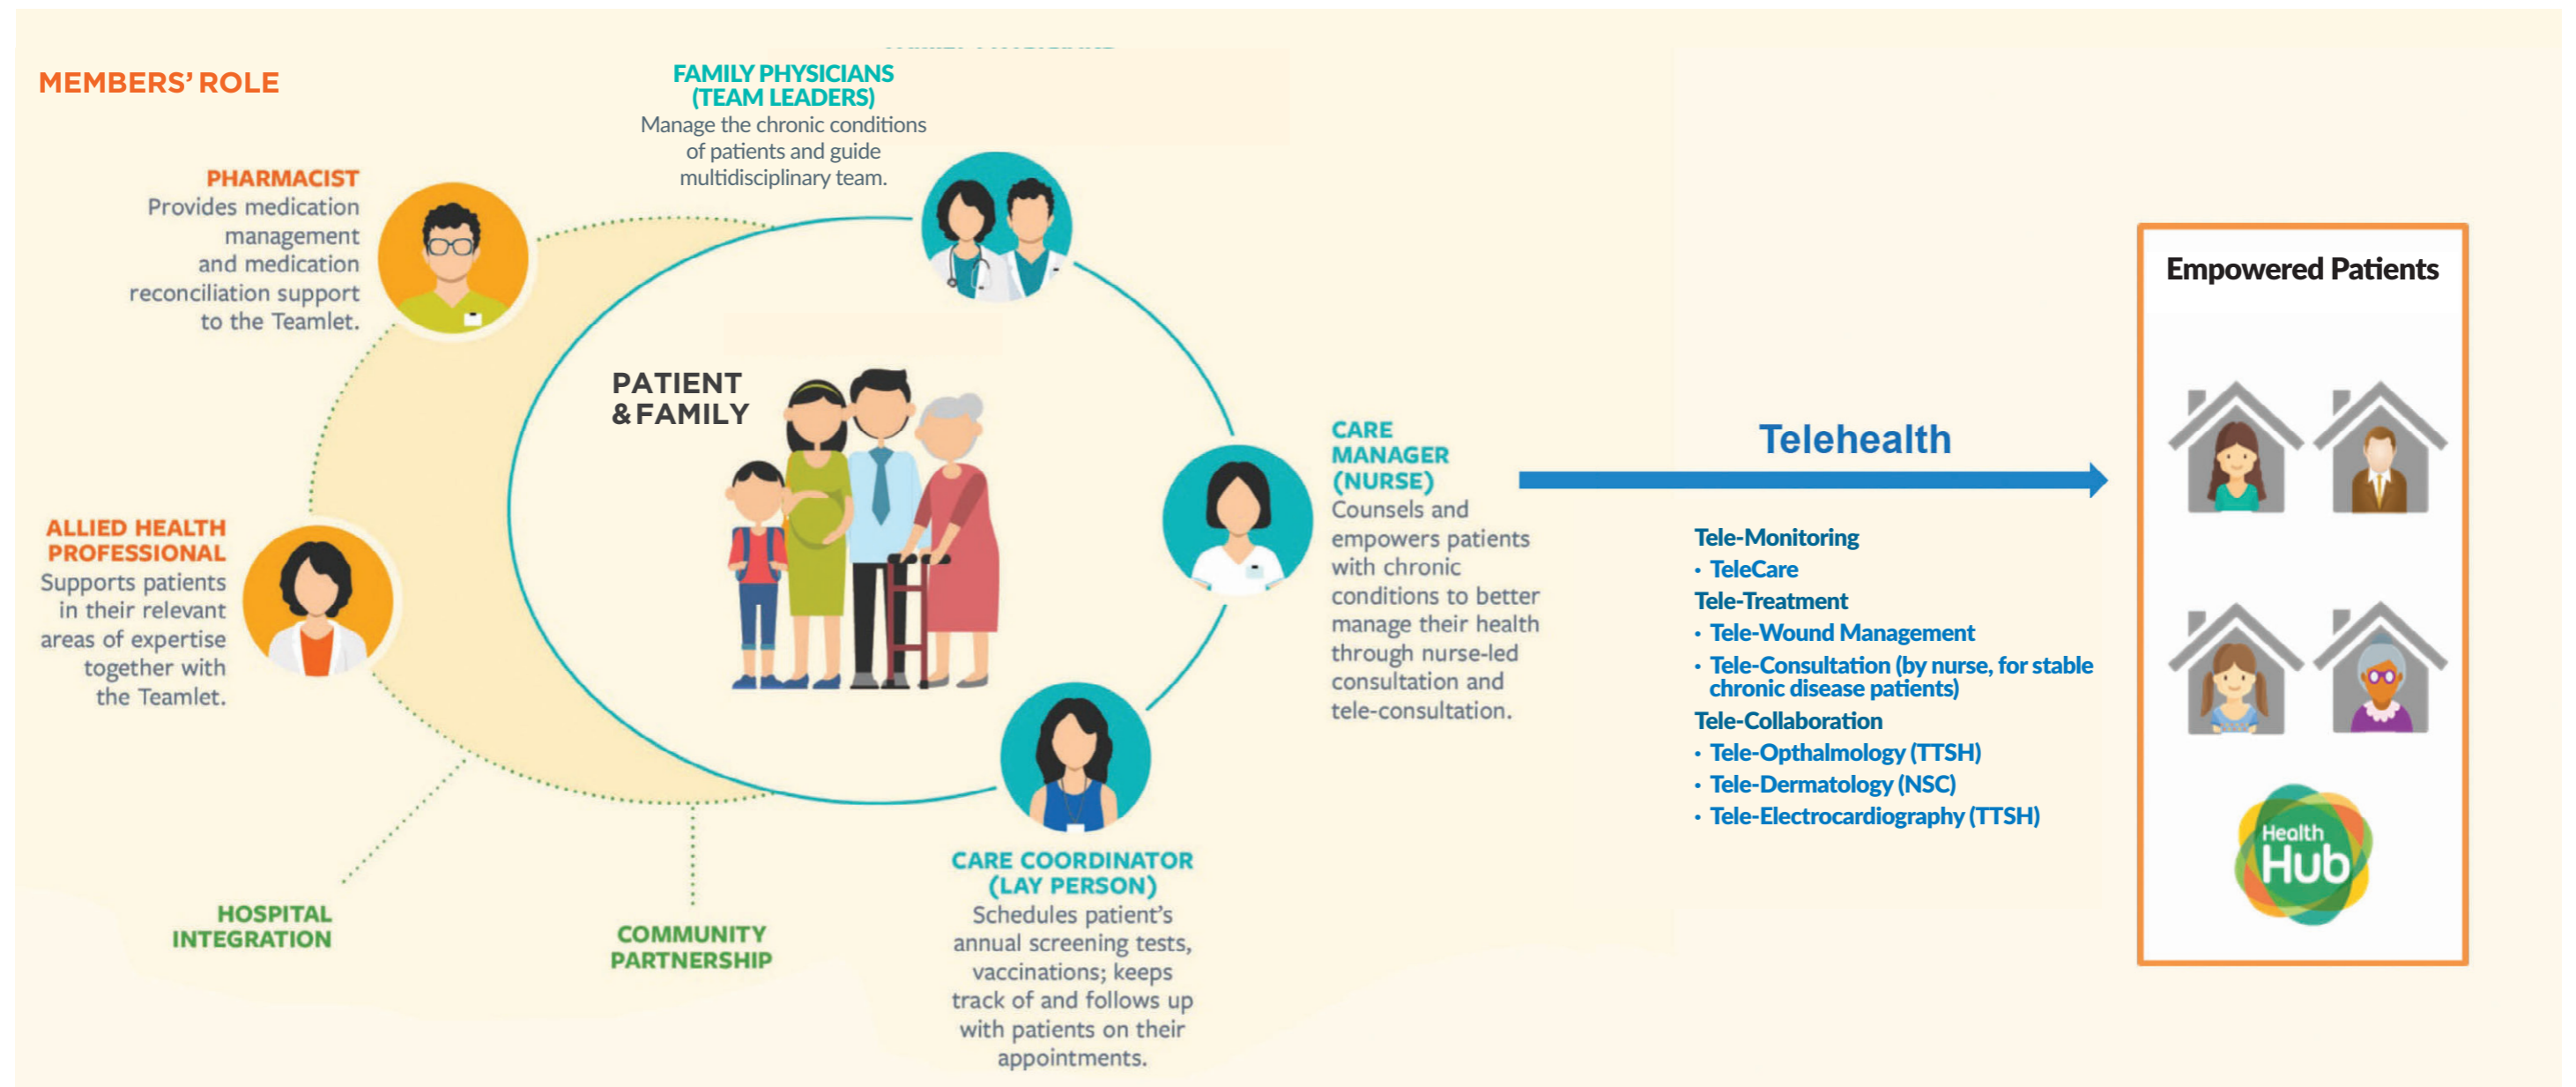 MEMBERS' ROLE
FAMILY PHYSICIANS
(TEAM LEADERS)
Manage the chronic conditions
of patients and guide
multidisciplinary team.
PHARMACIST
Provides medication
management
and medication
reconciliation support
to the Teamlet.
PATIENT
& FAMILY
ALLIED HEALTH
PROFESSIONAL
Supports patients
in their relevant
areas of expertise
together with
the Teamlet.
CARE
MANAGER
(NURSE)
Counsels and
empowers patients
with chronic
conditions to better
manage their health
through nurse-led
consultation and
tele-consultation.
CARE COORDINATOR
(LAY PERSON)
Schedules patient's
annual screening tests,
vaccinations; keeps
track of and follows up
with patients on their
appointments.
HOSPITAL
INTEGRATION
COMMUNITY
PARTNERSHIP
Telehealth
Tele-Monitoring
• TeleCare
Tele-Treatment
• Tele-Wound Management
• Tele-Consultation (by nurse, for stable
chronic disease patients)
Tele-Collaboration
• Tele-Opthalmology (TTSH)
• Tele-Dermatology (NSC)
• Tele-Electrocardiography (TTSH)
Empowered Patients
Health
Hub